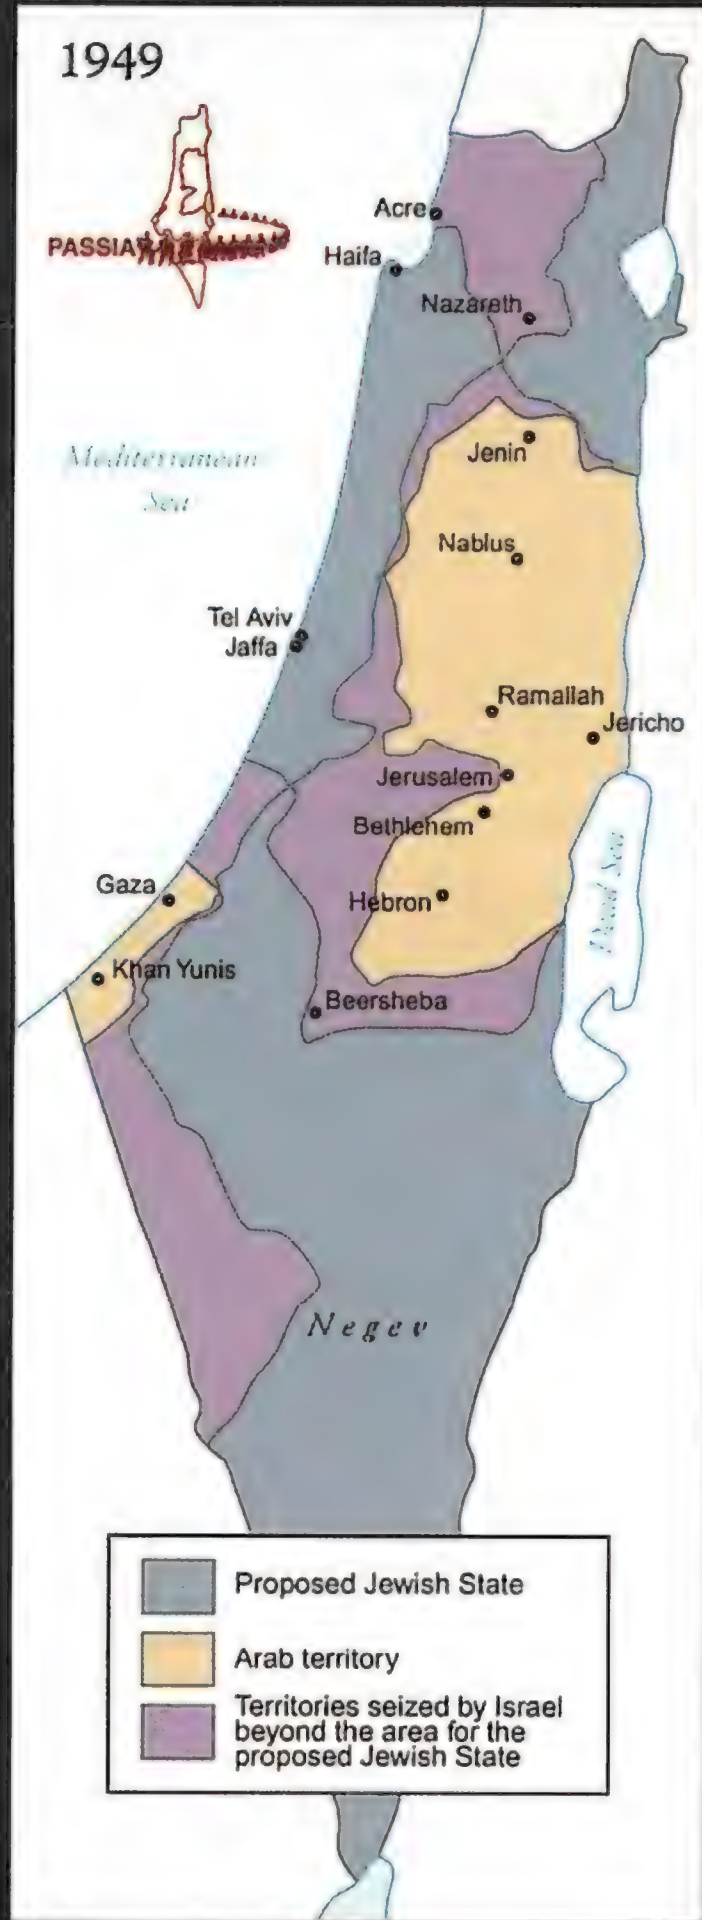 1949
PASSIA
Acre
Haifa
Nazareth
Mediterranean
Sea
Jenin
Nablus
Tel Aviv
Jaffa
Ramallah
Jericho
Jerusalem
Bethlehem
Dead Sea
Gaza
Hebron
Khan Yunis
Beersheba
Negev
Proposed Jewish State
Arab territory
Territories seized by Israel
beyond the area for the
proposed Jewish State